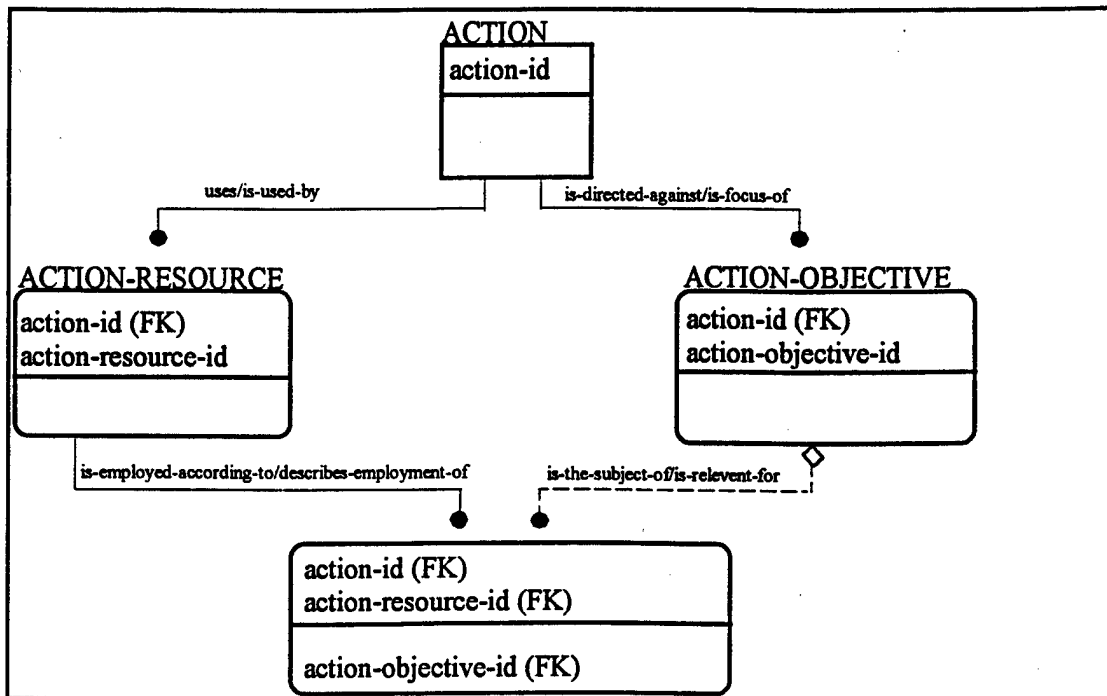 ACTION
action-id
uses/is-used-by
is-directed-against/is-focus-of
ACTION-RESOURCE
action-id (FK)
action-resource-id
ACTION-OBJECTIVE
action-id (FK)
action-objective-id
is-employed-according-to/describes-employment-of
is-the-subject-of/is-relevent-for
action-id (FK)
action-resource-id (FK)
action-objective-id (FK)